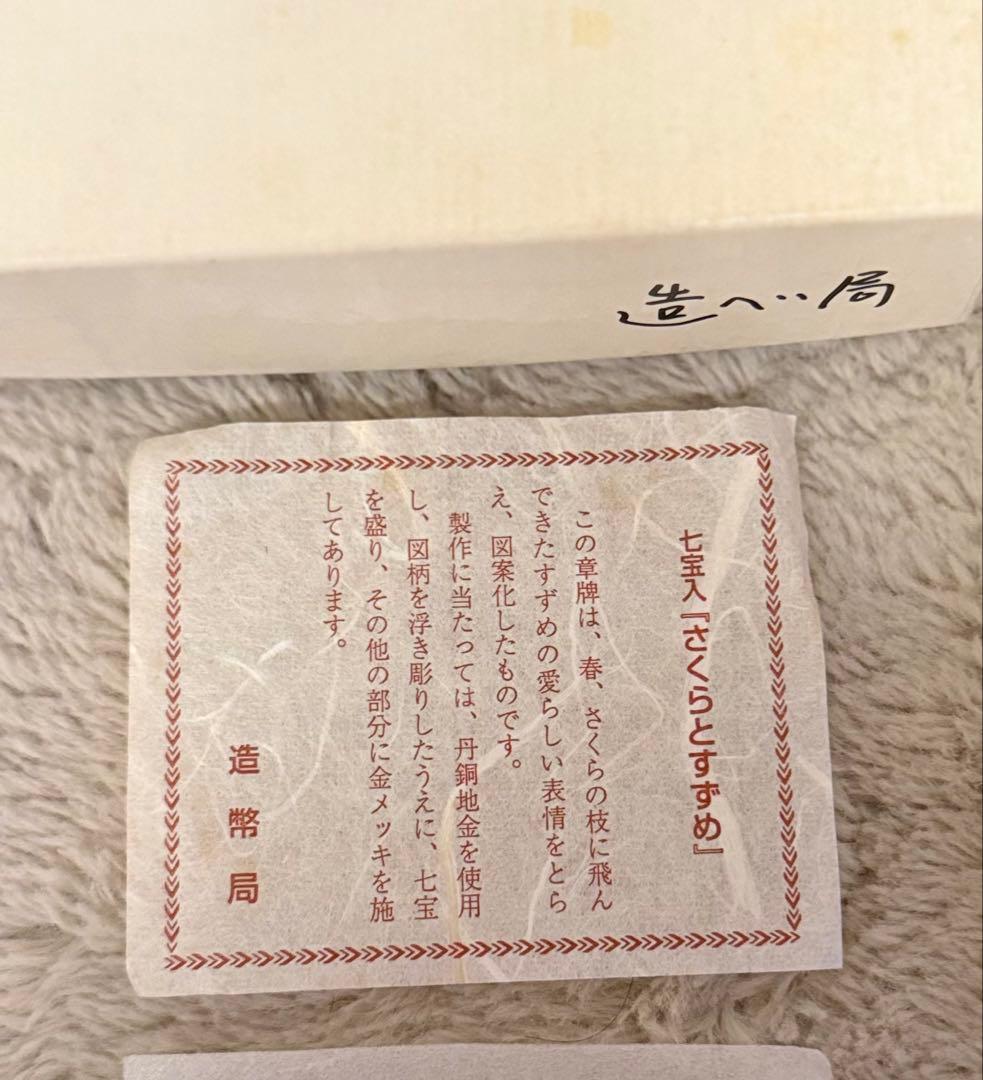 造へい局
七宝入『さくらとすずめ』
この章牌は、春、さくらの枝に飛ん
できたすずめの愛らしい表情をとら
え、図案化したものです。
製作に当たっては、丹銅地金を使用
し、図柄を浮き彫りしたうえに、七宝
を盛り、その他の部分に金メッキを施
してあります。
造幣局